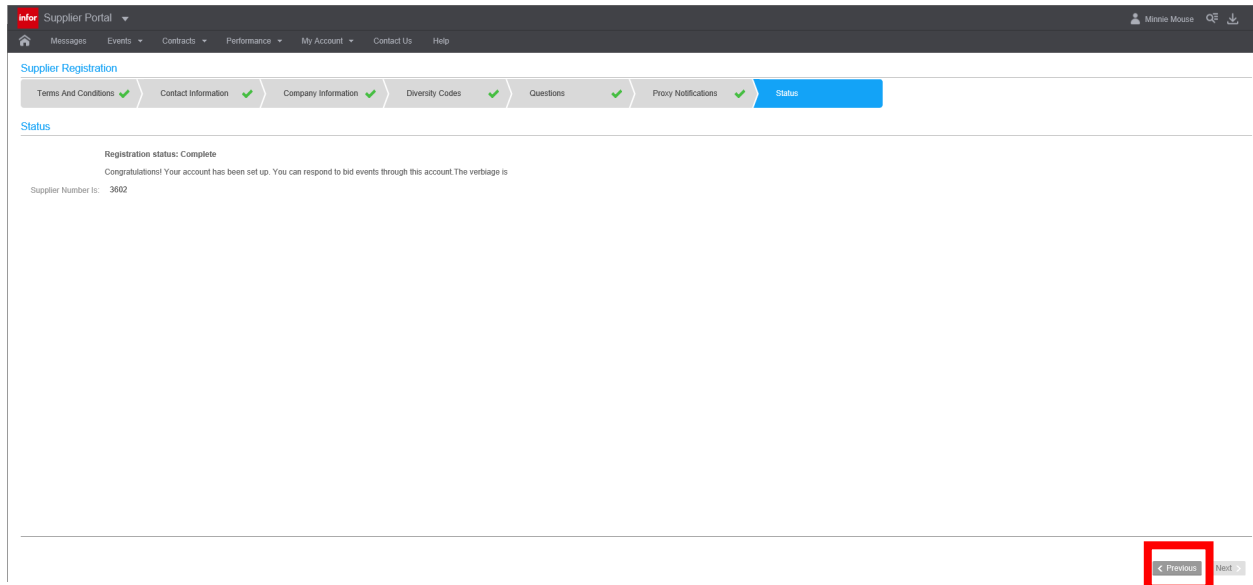 infor Supplier Portal Minnie Mouse
Messages Events Contracts Performance My Account Contact Us Help
Supplier Registration
Terms And Conditions Contact Information Company Information Diversity Codes Questions Proxy Notifications Status
Status
Registration status: Complete
Congratulations! Your account has been set up. You can respond to bid events through this account.The verbiage is
Supplier Number Is: 3602
< Previous Next >